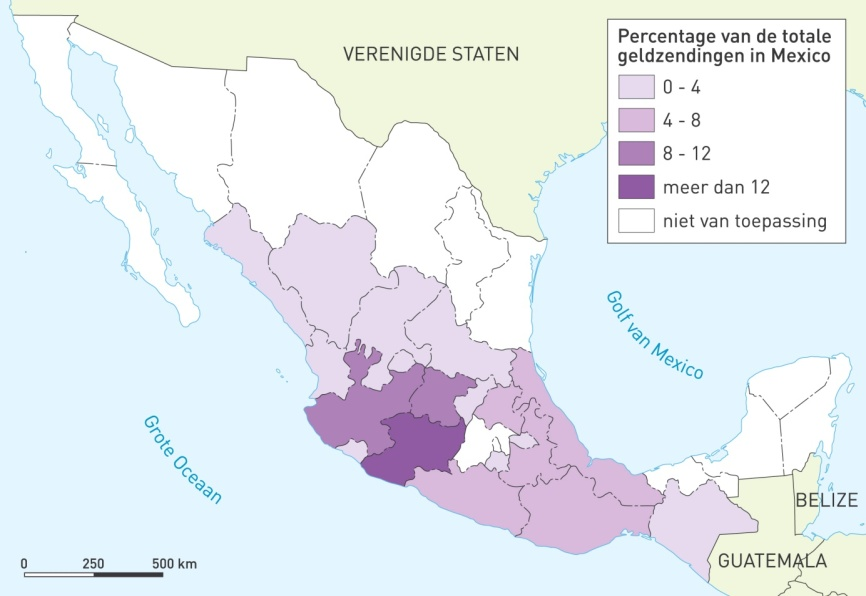 VERENIGDE STATEN
Percentage van de totale
geldzendingen in Mexico
0 - 4
4 - 8
8 - 12
meer dan 12
niet van toepassing
Golf van Mexico
Grote Oceaan
BELIZE
GUATEMALA
0 250 500 km